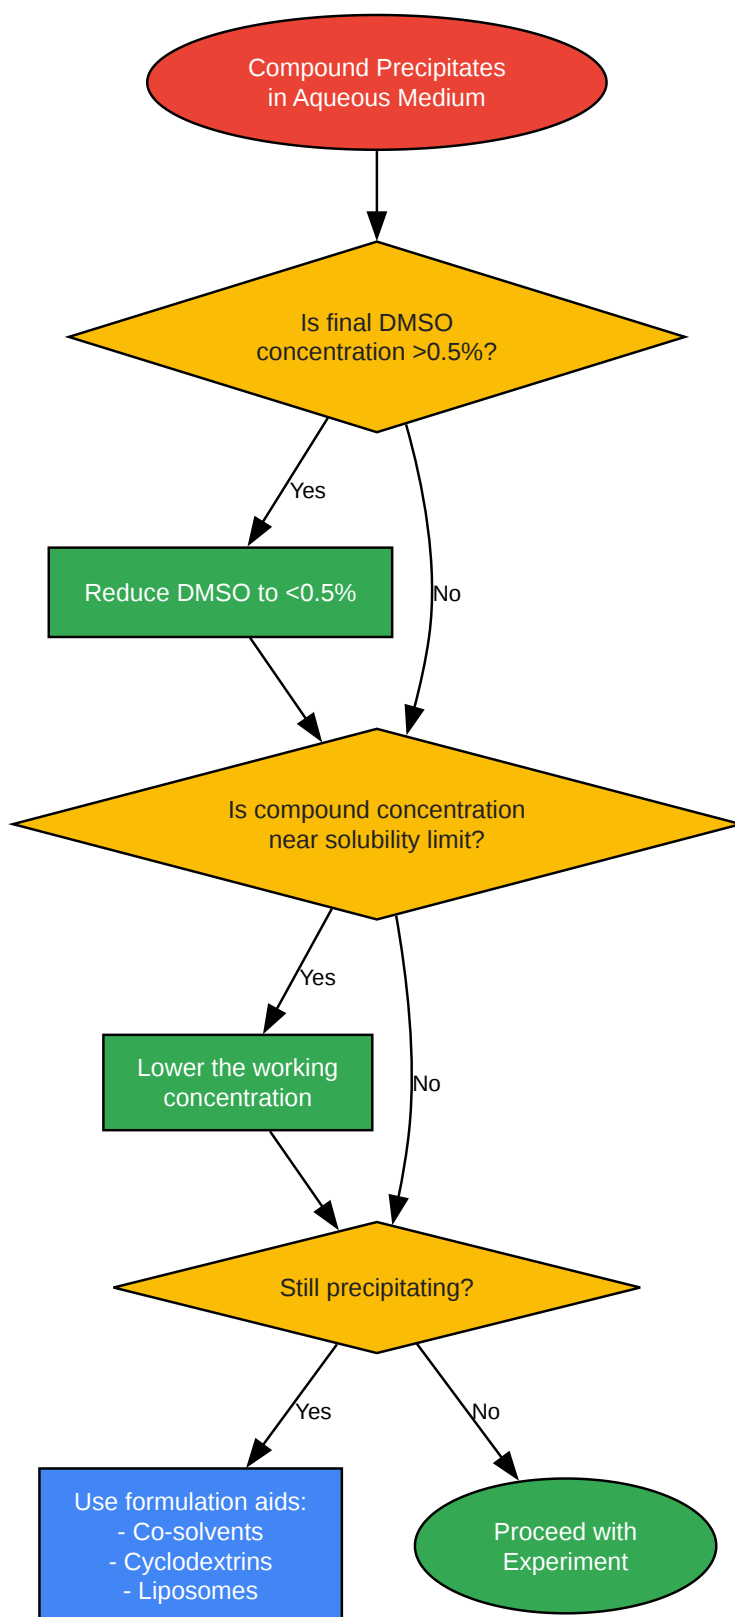 Compound Precipitates
in Aqueous Medium
Is final DMSO
concentration >0.5%?
Yes
Reduce DMSO to <0.5%
No
Is compound concentration
near solubility limit?
Yes
Lower the working
concentration
No
Still precipitating?
Yes
No
Use formulation aids:
- Co-solvents
- Cyclodextrins
- Liposomes
Proceed with
Experiment